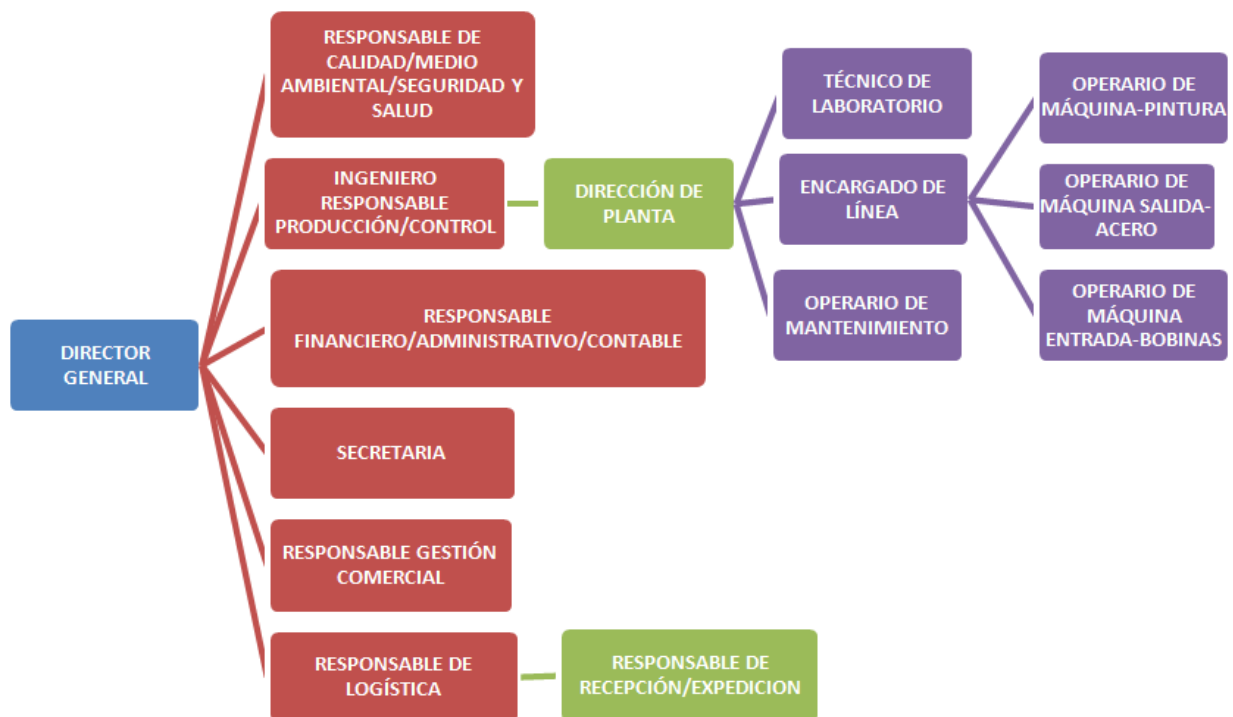 RESPONSABLE DE
CALIDAD/MEDIO
AMBIENTAL/SEGURIDAD Y
SALUD
INGENIERO
RESPONSABLE
PRODUCCIÓN/CONTROL
DIRECCIÓN DE
PLANTA
TÉCNICO DE
LABORATORIO
ENCARGADO DE
LÍNEA
OPERARIO DE
MANTENIMIENTO
OPERARIO DE
MÁQUINA-PINTURA
OPERARIO DE
MÁQUINA SALIDA-
ACERO
OPERARIO DE
MÁQUINA
ENTRADA-BOBINAS
DIRECTOR
GENERAL
RESPONSABLE
FINANCIERO/ADMINISTRATIVO/CONTABLE
SECRETARIA
RESPONSABLE GESTIÓN
COMERCIAL
RESPONSABLE DE
LOGÍSTICA
RESPONSABLE DE
RECEPCIÓN/EXPEDICION